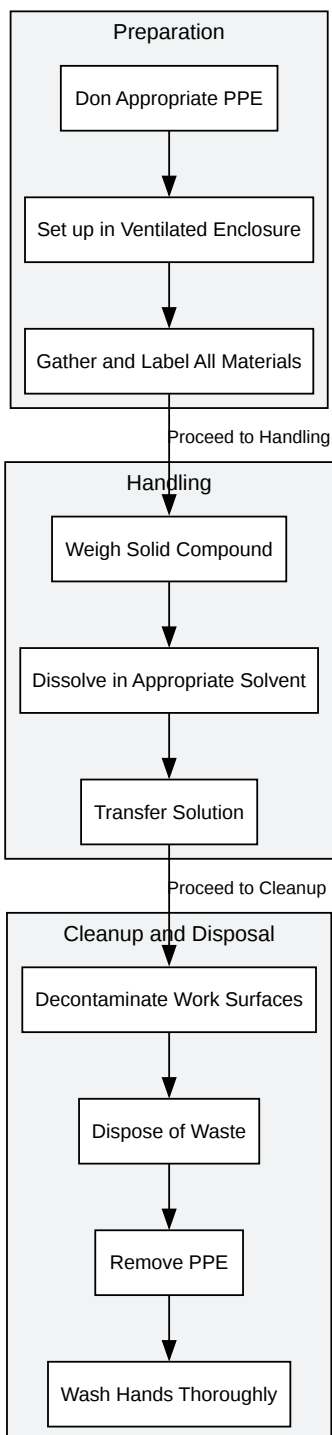 Preparation
Don Appropriate PPE
Set up in Ventilated Enclosure
Gather and Label All Materials
Proceed to Handling
Handling
Weigh Solid Compound
Dissolve in Appropriate Solvent
Transfer Solution
Proceed to Cleanup
Cleanup and Disposal
Decontaminate Work Surfaces
Dispose of Waste
Remove PPE
Wash Hands Thoroughly